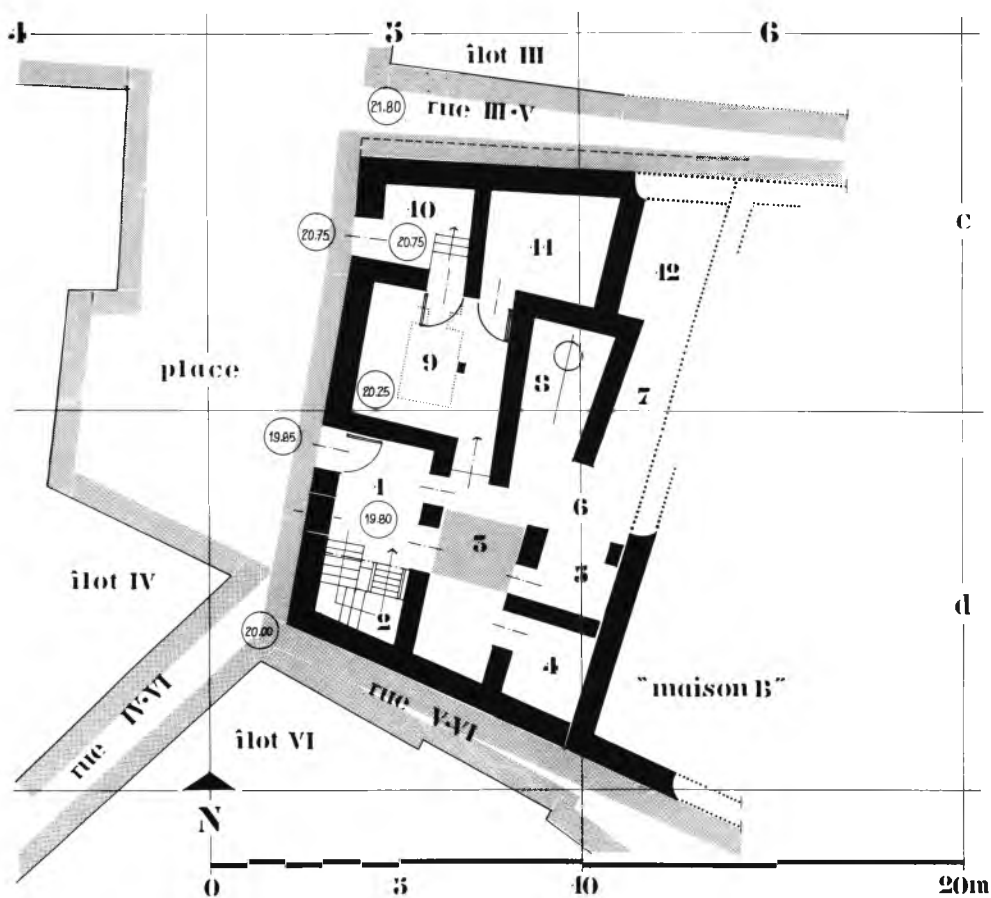 4
5
6
îlot III
21.80
rue III·V
c
10
20.75
20.75
11
12
place
9
8
7
20.25
19.85
1
6
19.80
5
3
îlot IV
2
4
d
20.00
"maison B"
rue V·VI
rue IV·VI
îlot VI
N
0
5
10
20m